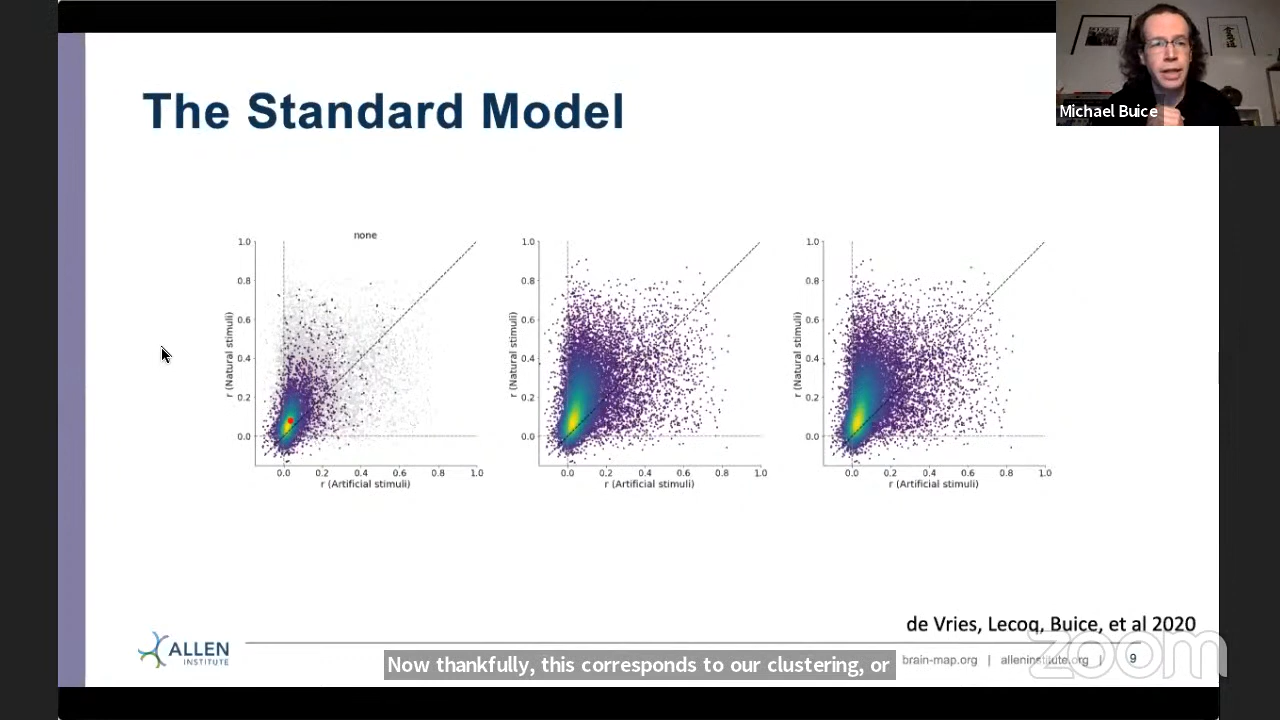 The Standard Model
Michael Buice
none
1.0
0.8
0.6
0.4
0.2
0.0
r (Natural stimuli)
0.0 0.2 0.4 0.6 0.8 1.0
r (Artificial stimuli)
1.0
0.8
0.6
0.4
0.2
0.0
r (Natural stimuli)
0.0 0.2 0.4 0.6 0.8 1.0
r (Artificial stimuli)
1.0
0.8
0.6
0.4
0.2
0.0
r (Natural stimuli)
0.0 0.2 0.4 0.6 0.8 1.0
r (Artificial stimuli)
de Vries, Lecoq, Buice, et al 2020
ALLEN
INSTITUTE
Now thankfully, this corresponds to our clustering, or
brain-map.org | alleninstitute.org | 9
zoom